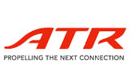 ATR
PROPELLING THE NEXT CONNECTION